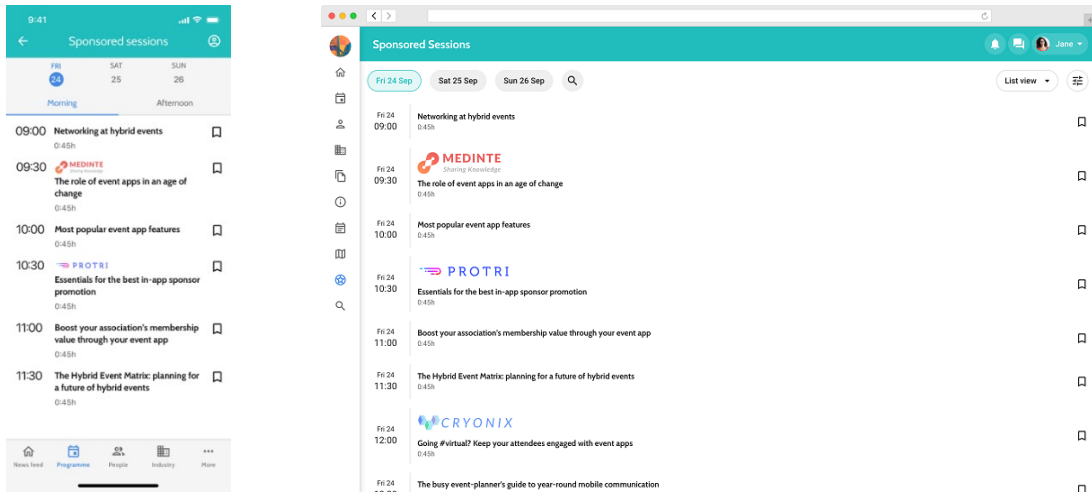 9:41
Sponsored sessions
FRI SAT SUN
24 25 26
Morning Afternoon
09:00 Networking at hybrid events
0:45h
09:30 MEDINTE
Sharing Knowledge
The role of event apps in an age of
change
0:45h
10:00 Most popular event app features
0:45h
10:30 PROTRI
Essentials for the best in-app sponsor
promotion
0:45h
11:00 Boost your association's membership
value through your event app
0:45h
11:30 The Hybrid Event Matrix: planning for
a future of hybrid events
0:45h
News feed Programme People Industry More
Sponsored Sessions
Jane
Fri 24 Sep Sat 25 Sep Sun 26 Sep
List view
Fri 24
09:00
Networking at hybrid events
0:45h
Fri 24
09:30
MEDINTE
Sharing Knowledge
The role of event apps in an age of change
0:45h
Fri 24
10:00
Most popular event app features
0:45h
Fri 24
10:30
PROTRI
Essentials for the best in-app sponsor promotion
0:45h
Fri 24
11:00
Boost your association's membership value through your event app
0:45h
Fri 24
11:30
The Hybrid Event Matrix: planning for a future of hybrid events
0:45h
Fri 24
12:00
CRYONIX
Going #virtual? Keep your attendees engaged with event apps
0:45h
Fri 24
The busy event-planner's guide to year-round mobile communication